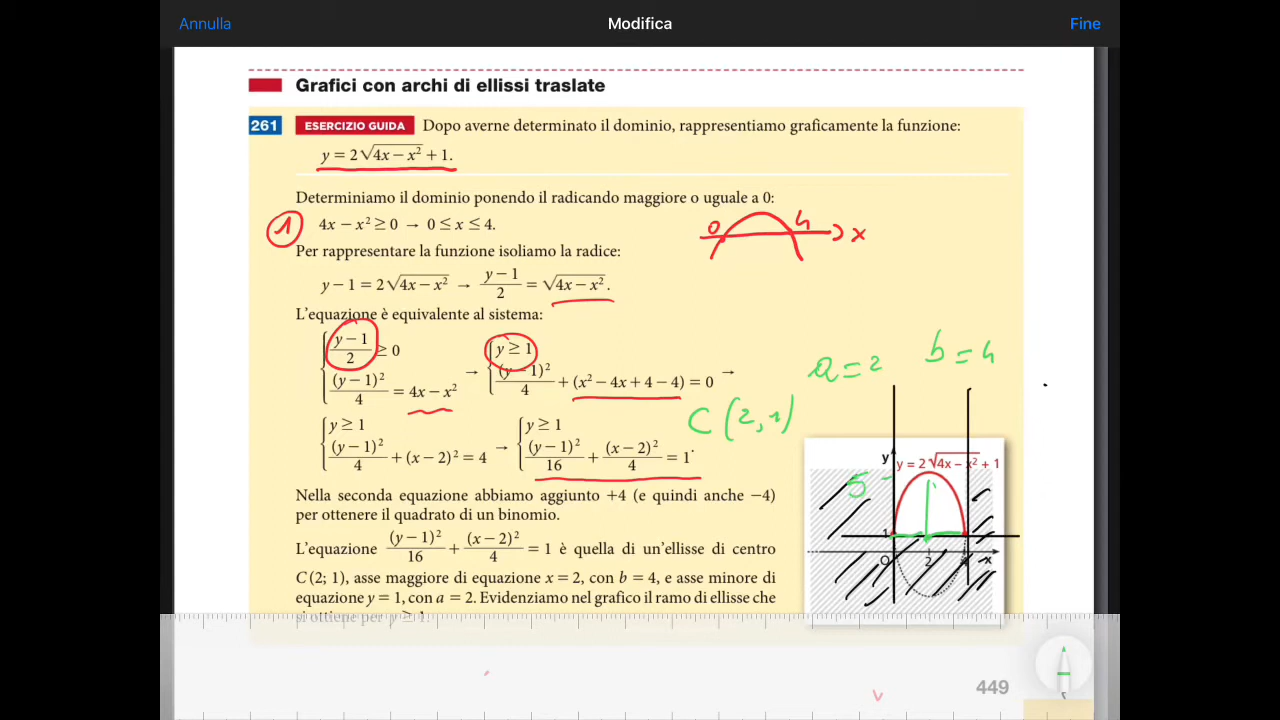 Annulla Modifica Fine
Grafici con archi di ellissi traslate
261 ESERCIZIO GUIDA Dopo averne determinato il dominio, rappresentiamo graficamente la funzione:
y = 2√(4x − x²) + 1.
Determiniamo il dominio ponendo il radicando maggiore o uguale a 0:
1 4x − x² ≥ 0 → 0 ≤ x ≤ 4.
0 4 x
Per rappresentare la funzione isoliamo la radice:
y − 1 = 2√(4x − x²) → (y − 1)/2 = √(4x − x²).
L'equazione è equivalente al sistema:
{(y − 1)/2 ≥ 0 {y ≥ 1
(y − 1)²/4 = 4x − x² → (y − 1)²/4 + (x² − 4x + 4 − 4) = 0 →
a = 2 b = 4
C (2, 1)
{y ≥ 1 {y ≥ 1
(y − 1)²/4 + (x − 2)² = 4 → (y − 1)²/16 + (x − 2)²/4 = 1.
y y = 2√(4x − x²) + 1
5
1
O 2 x
Nella seconda equazione abbiamo aggiunto +4 (e quindi anche −4)
per ottenere il quadrato di un binomio.
L'equazione (y − 1)²/16 + (x − 2)²/4 = 1 è quella di un'ellisse di centro
C(2; 1), asse maggiore di equazione x = 2, con b = 4, e asse minore di
equazione y = 1, con a = 2. Evidenziamo nel grafico il ramo di ellisse che
si ottiene per y ≥ 1.
449